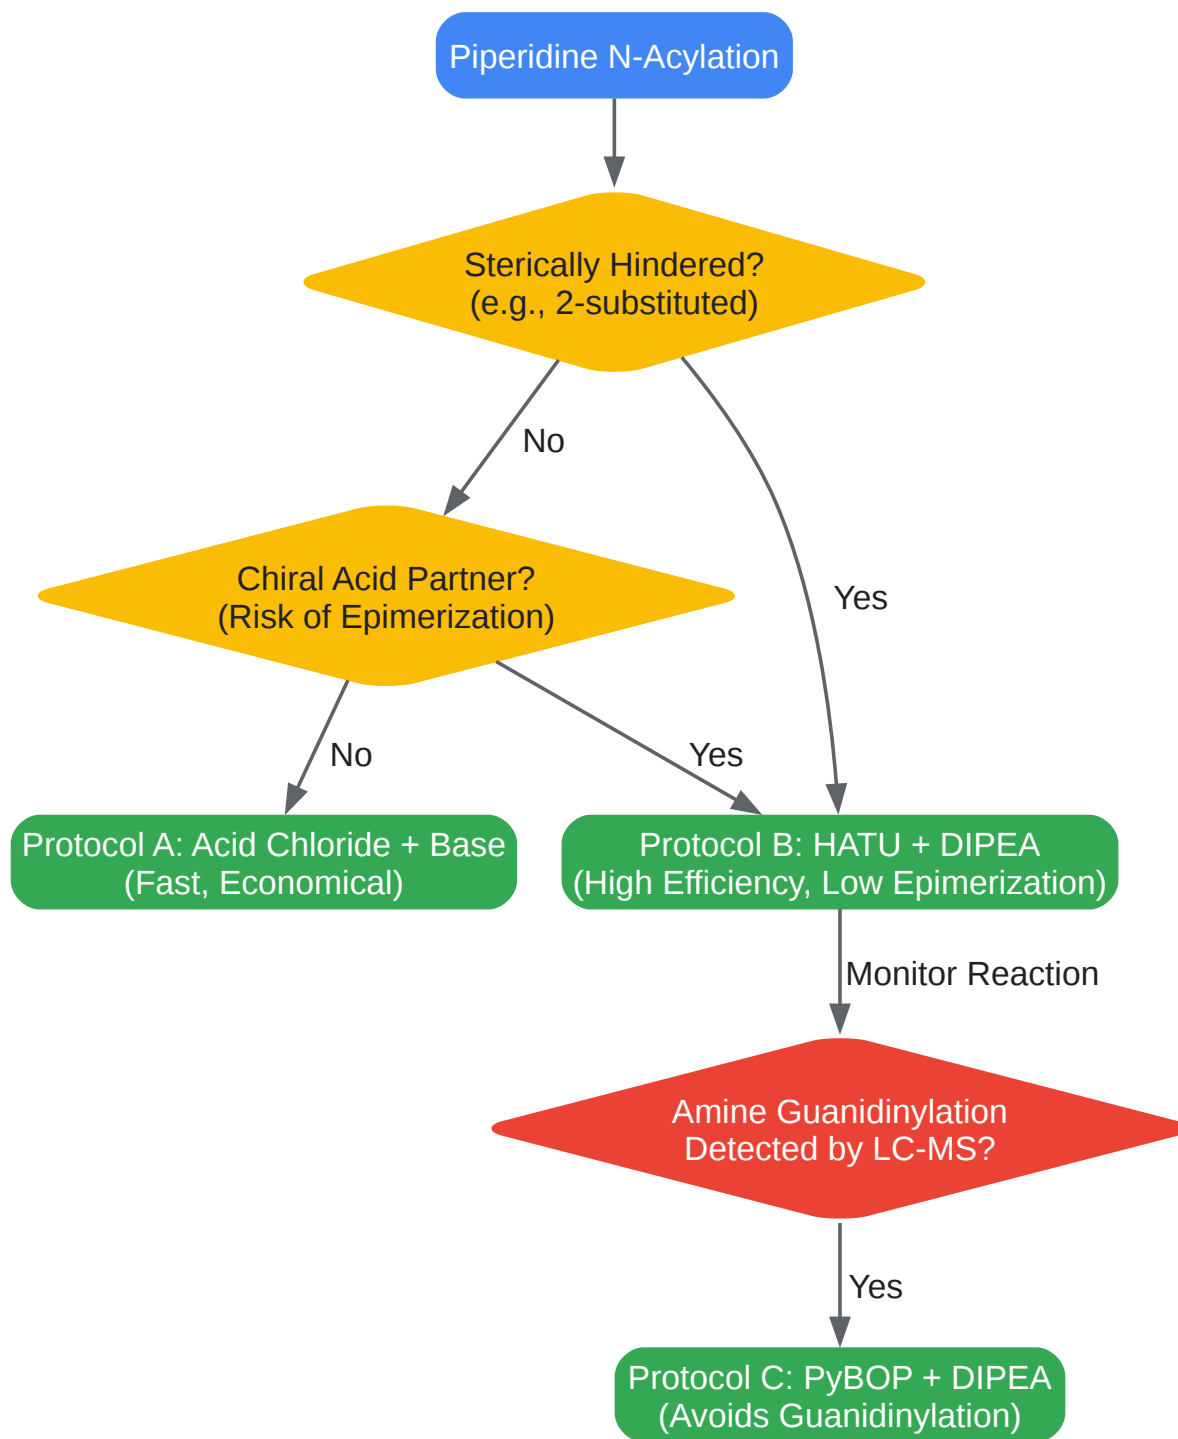 Piperidine N-Acylation
Sterically Hindered?
(e.g., 2-substituted)
No
Yes
Chiral Acid Partner?
(Risk of Epimerization)
No
Yes
Protocol A: Acid Chloride + Base
(Fast, Economical)
Protocol B: HATU + DIPEA
(High Efficiency, Low Epimerization)
Monitor Reaction
Amine Guanidinylation
Detected by LC-MS?
Yes
Protocol C: PyBOP + DIPEA
(Avoids Guanidinylation)